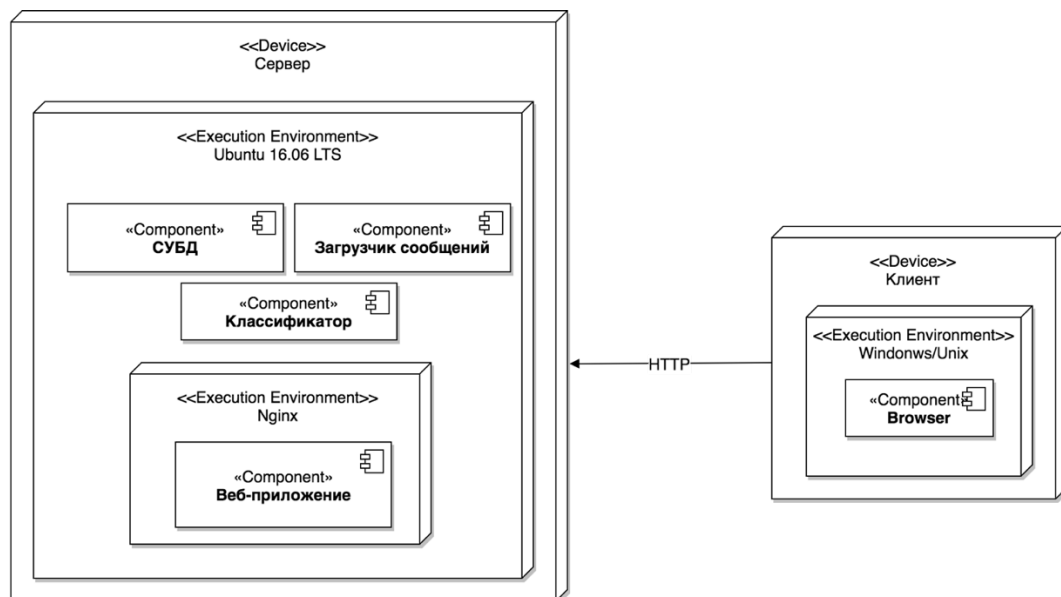 <<Device>>
Сервер
<<Execution Environment>>
Ubuntu 16.06 LTS
«Component»
СУБД
«Component»
Загрузчик сообщений
«Component»
Классификатор
<<Execution Environment>>
Nginx
«Component»
Веб-приложение
HTTP
<<Device>>
Клиент
<<Execution Environment>>
Windonws/Unix
«Component
Browser